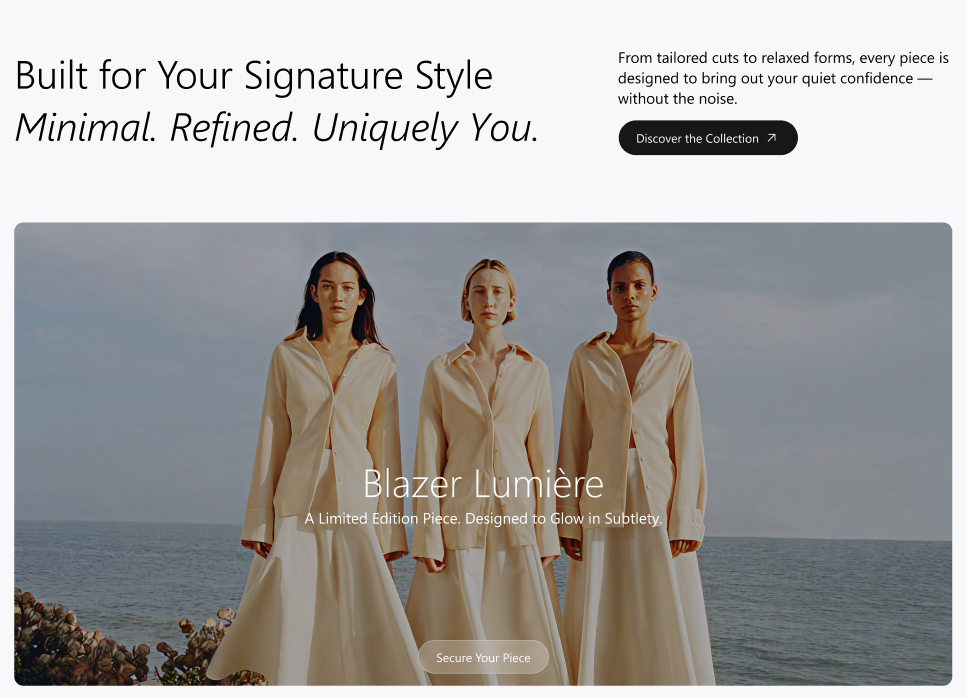 Built for Your Signature Style
Minimal. Refined. Uniquely You.
From tailored cuts to relaxed forms, every piece is
designed to bring out your quiet confidence —
without the noise.
Discover the Collection
Blazer Lumière
A Limited Edition Piece. Designed to Glow in Subtlety.
Secure Your Piece